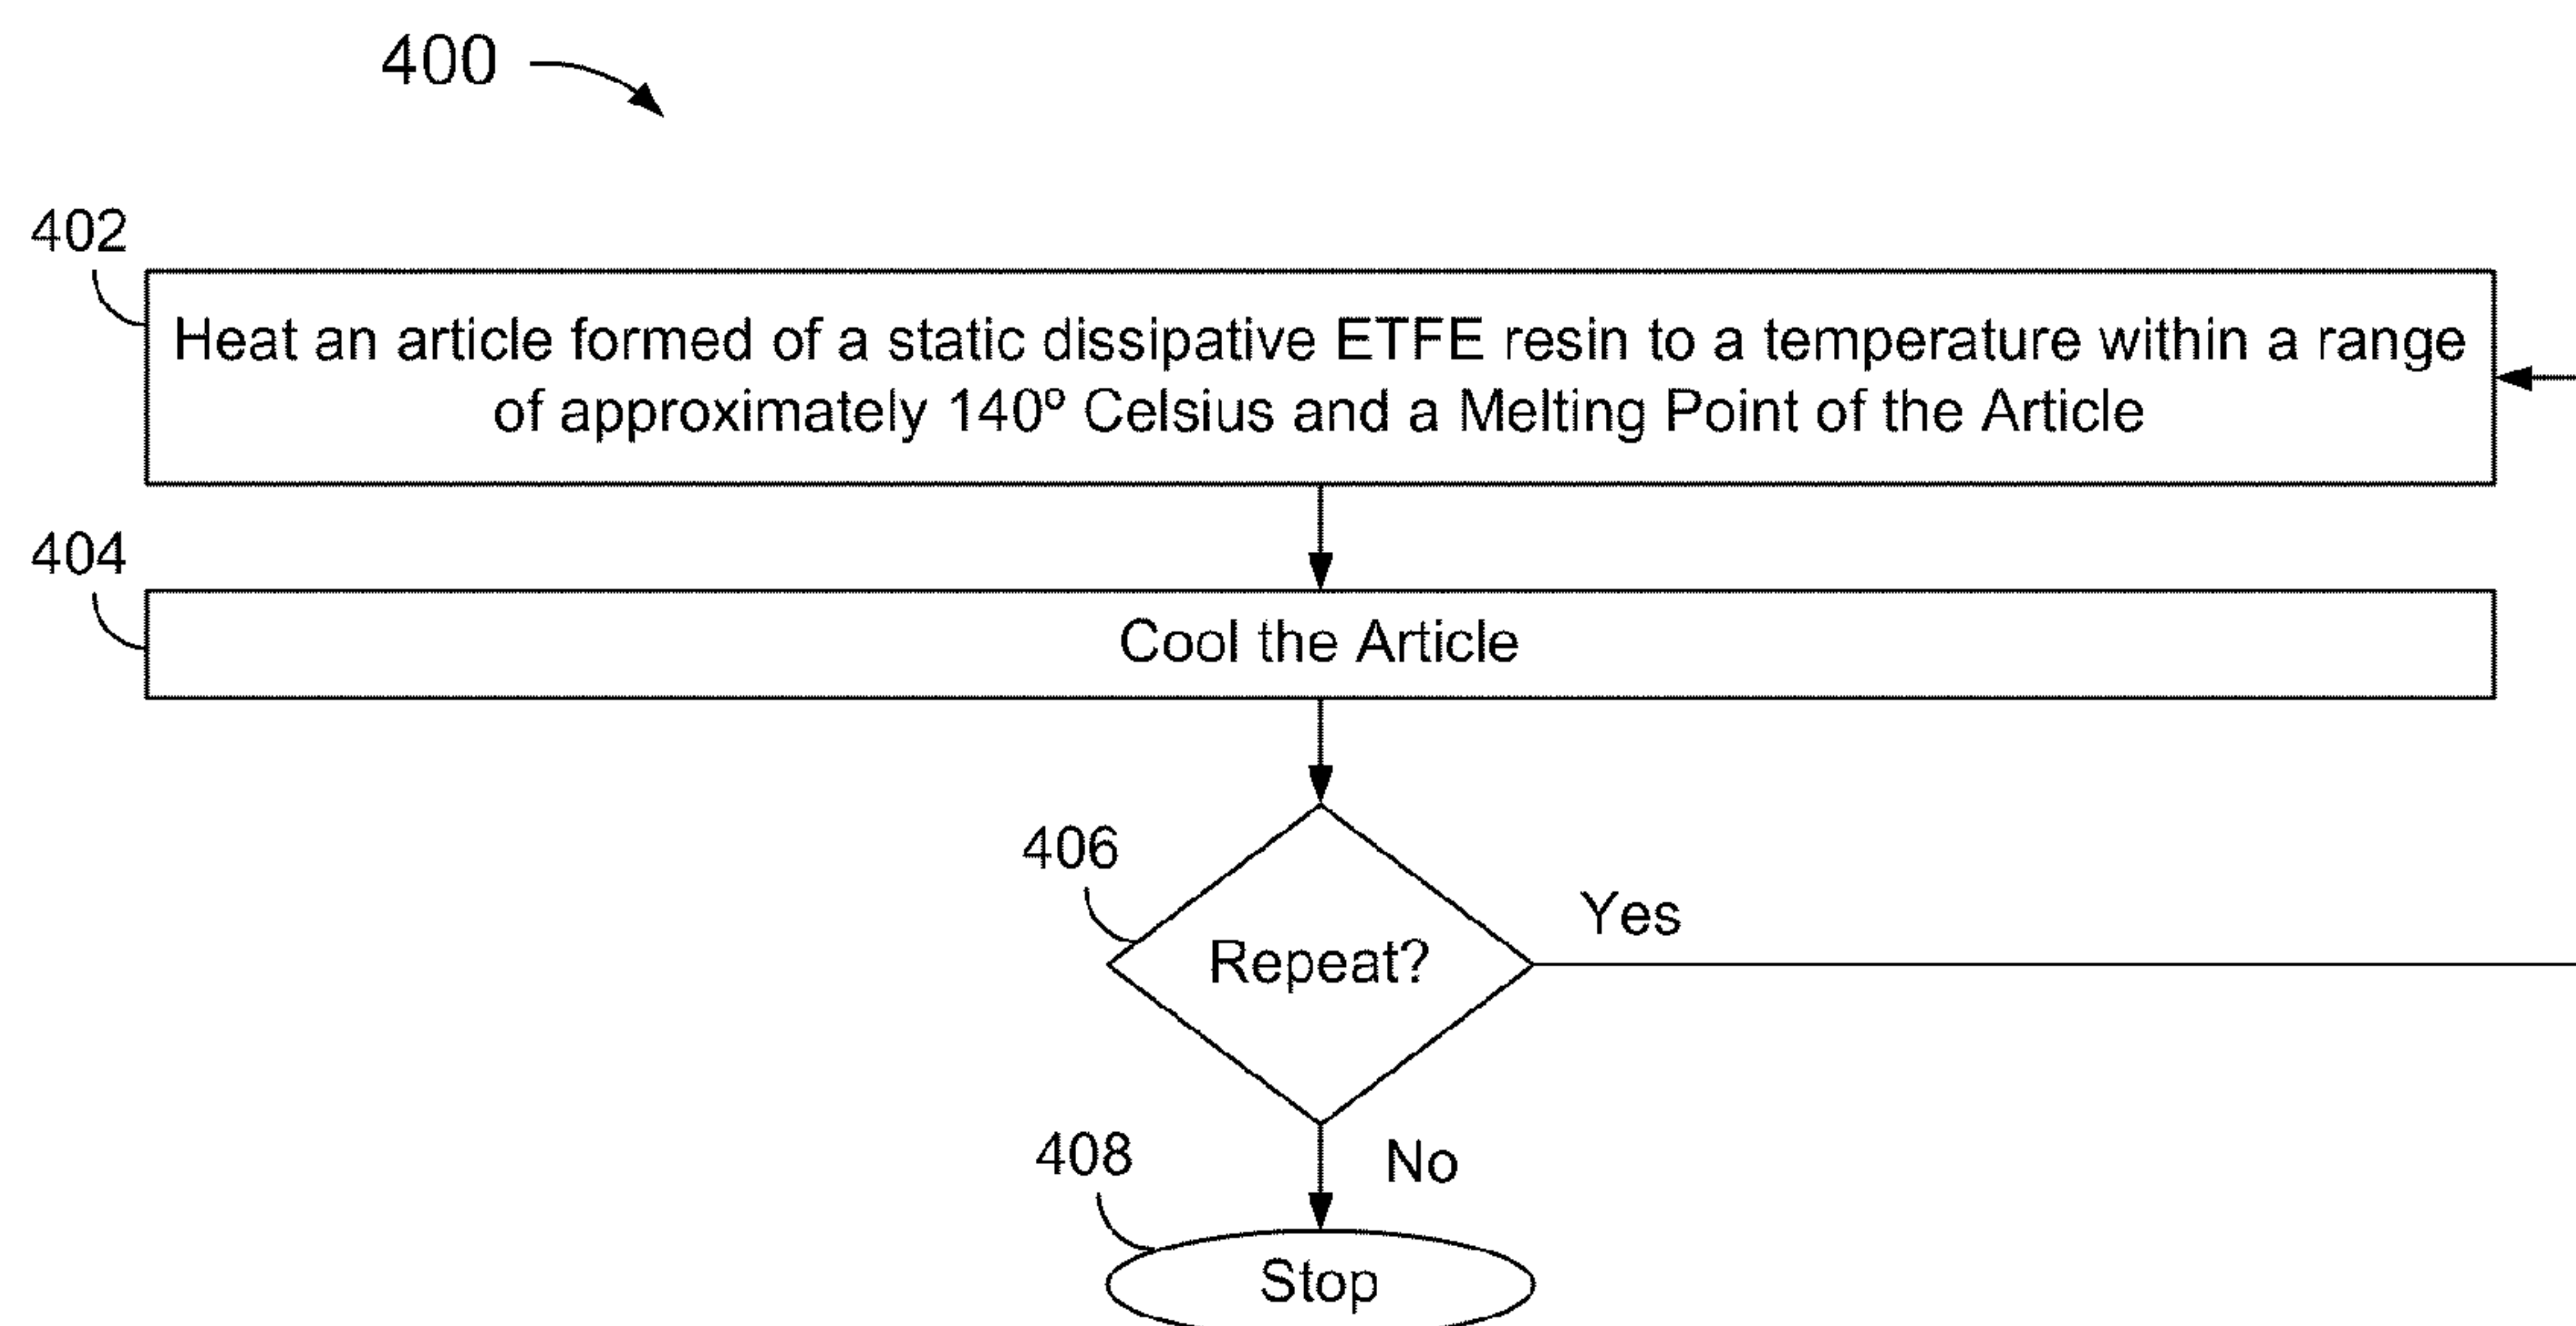 400
402
Heat an article formed of a static dissipative ETFE resin to a temperature within a range
of approximately 140º Celsius and a Melting Point of the Article
404
Cool the Article
406
Repeat?
Yes
No
408
Stop